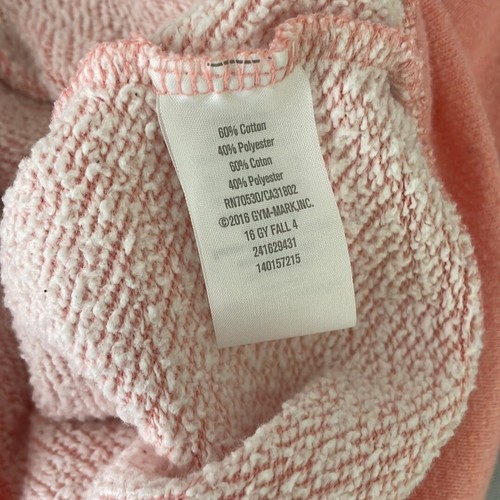 60% Cotton
40% Polyester
60% Coton
40% Polyester
RN70530/CA31802
©2016 GYM-MARK,INC.
16 GY FALL 4
241629431
140157215